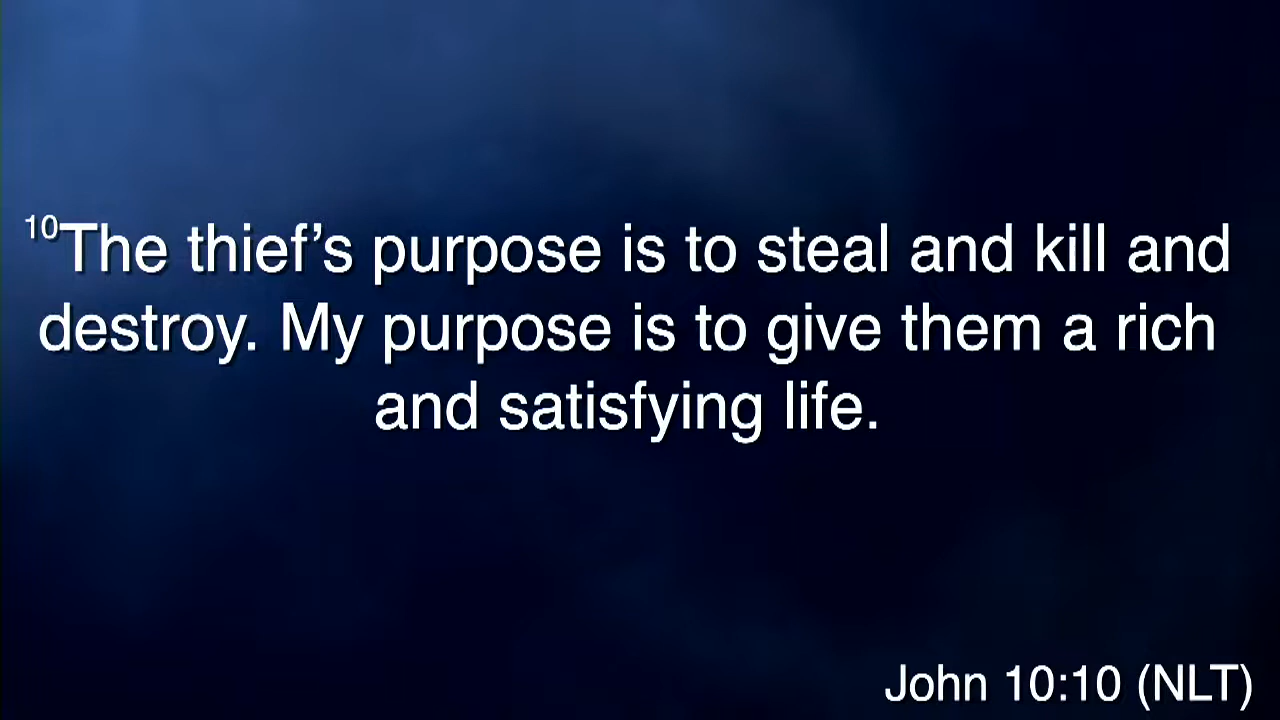 ¹⁰The thief’s purpose is to steal and kill and
destroy. My purpose is to give them a rich
and satisfying life.
John 10:10 (NLT)